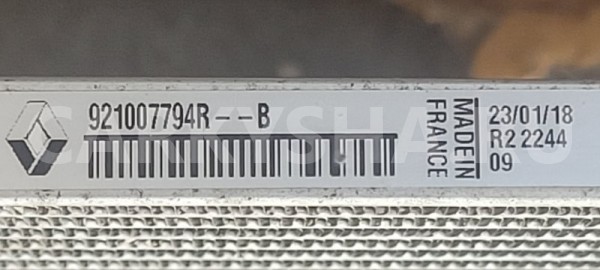 921007794R--B
MADE IN
FRANCE
23/01/18
R2 2244
09